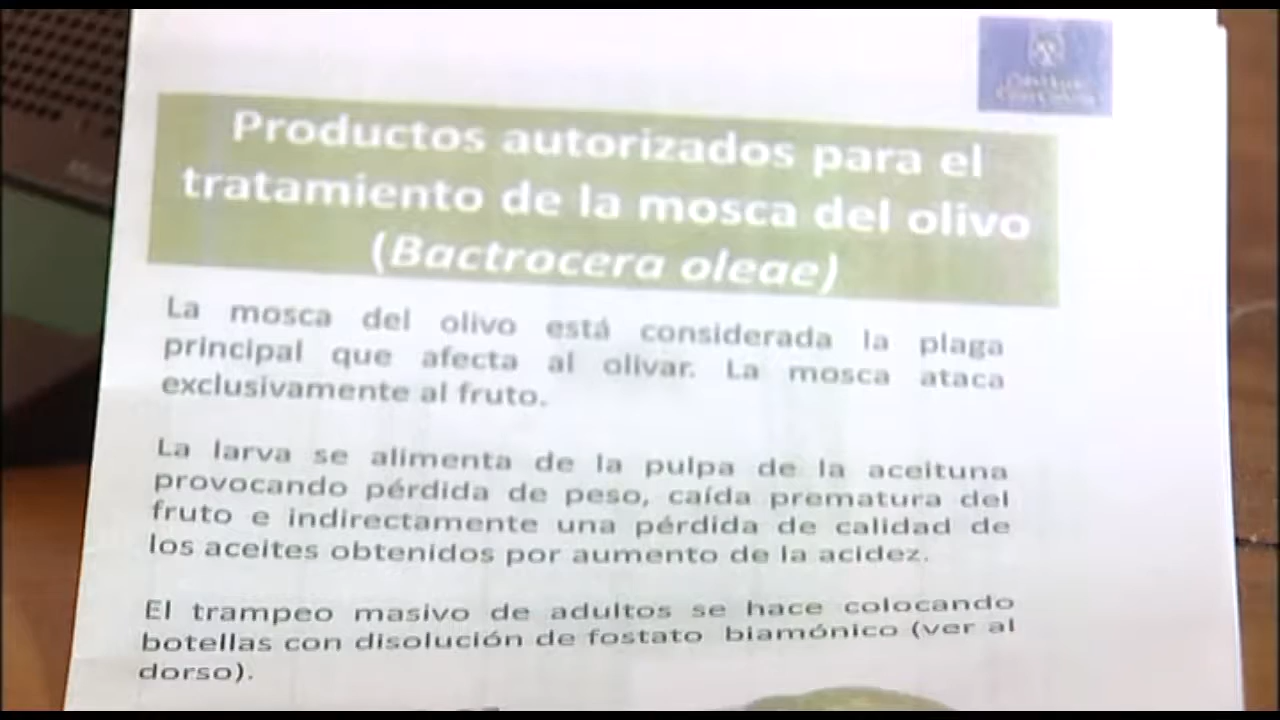 Productos autorizados para el
tratamiento de la mosca del olivo
(Bactrocera oleae)
La mosca del olivo está considerada la plaga
principal que afecta al olivar. La mosca ataca
exclusivamente al fruto.
La larva se alimenta de la pulpa de la aceituna
provocando pérdida de peso, caída prematura del
fruto e indirectamente una pérdida de calidad de
los aceites obtenidos por aumento de la acidez.
El trampeo masivo de adultos se hace colocando
botellas con disolución de fostato biamónico (ver al
dorso).